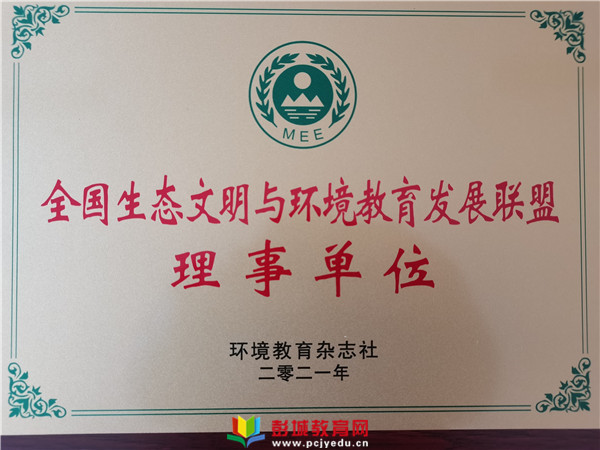 MEE
全国生态文明与环境教育发展联盟
理事单位
环境教育杂志社
二零二一年
彭城教育网
www.pcjyedu.cn